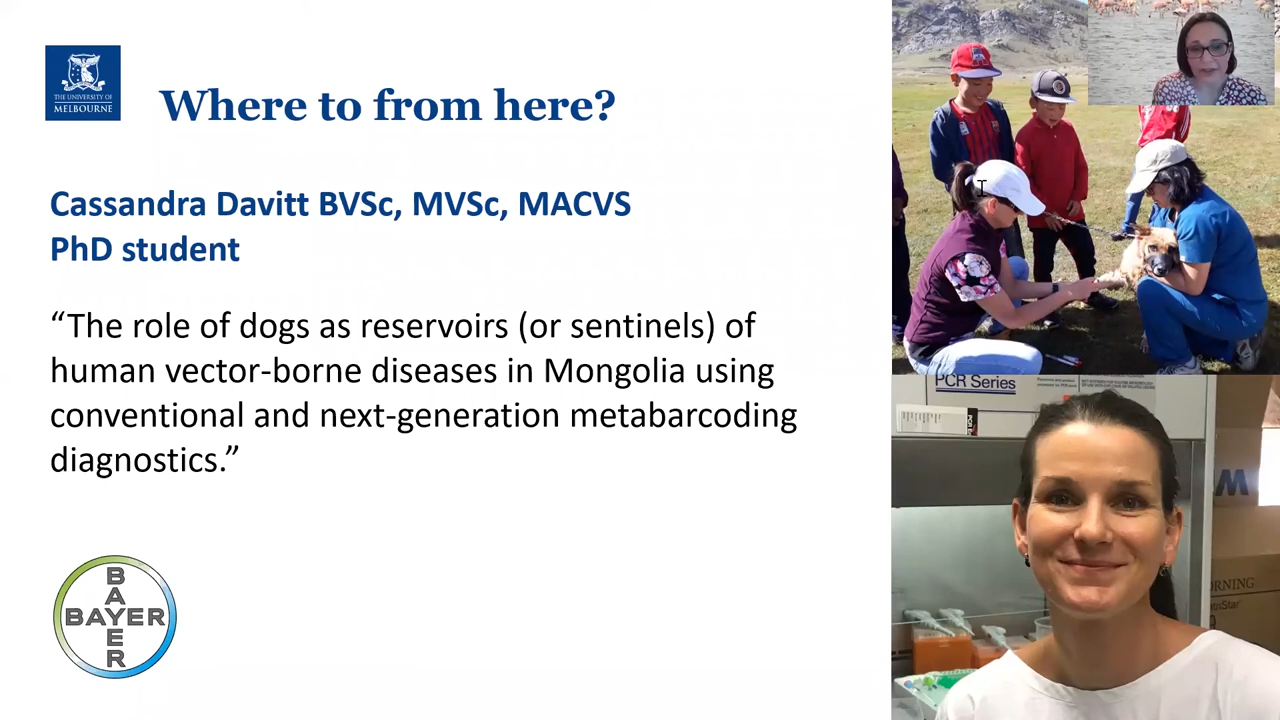 THE UNIVERSITY OF
MELBOURNE
Where to from here?
Cassandra Davitt BVSc, MVSc, MACVS
PhD student
“The role of dogs as reservoirs (or sentinels) of
human vector-borne diseases in Mongolia using
conventional and next-generation metabarcoding
diagnostics.”
BAYER
BAYER
PCR Series